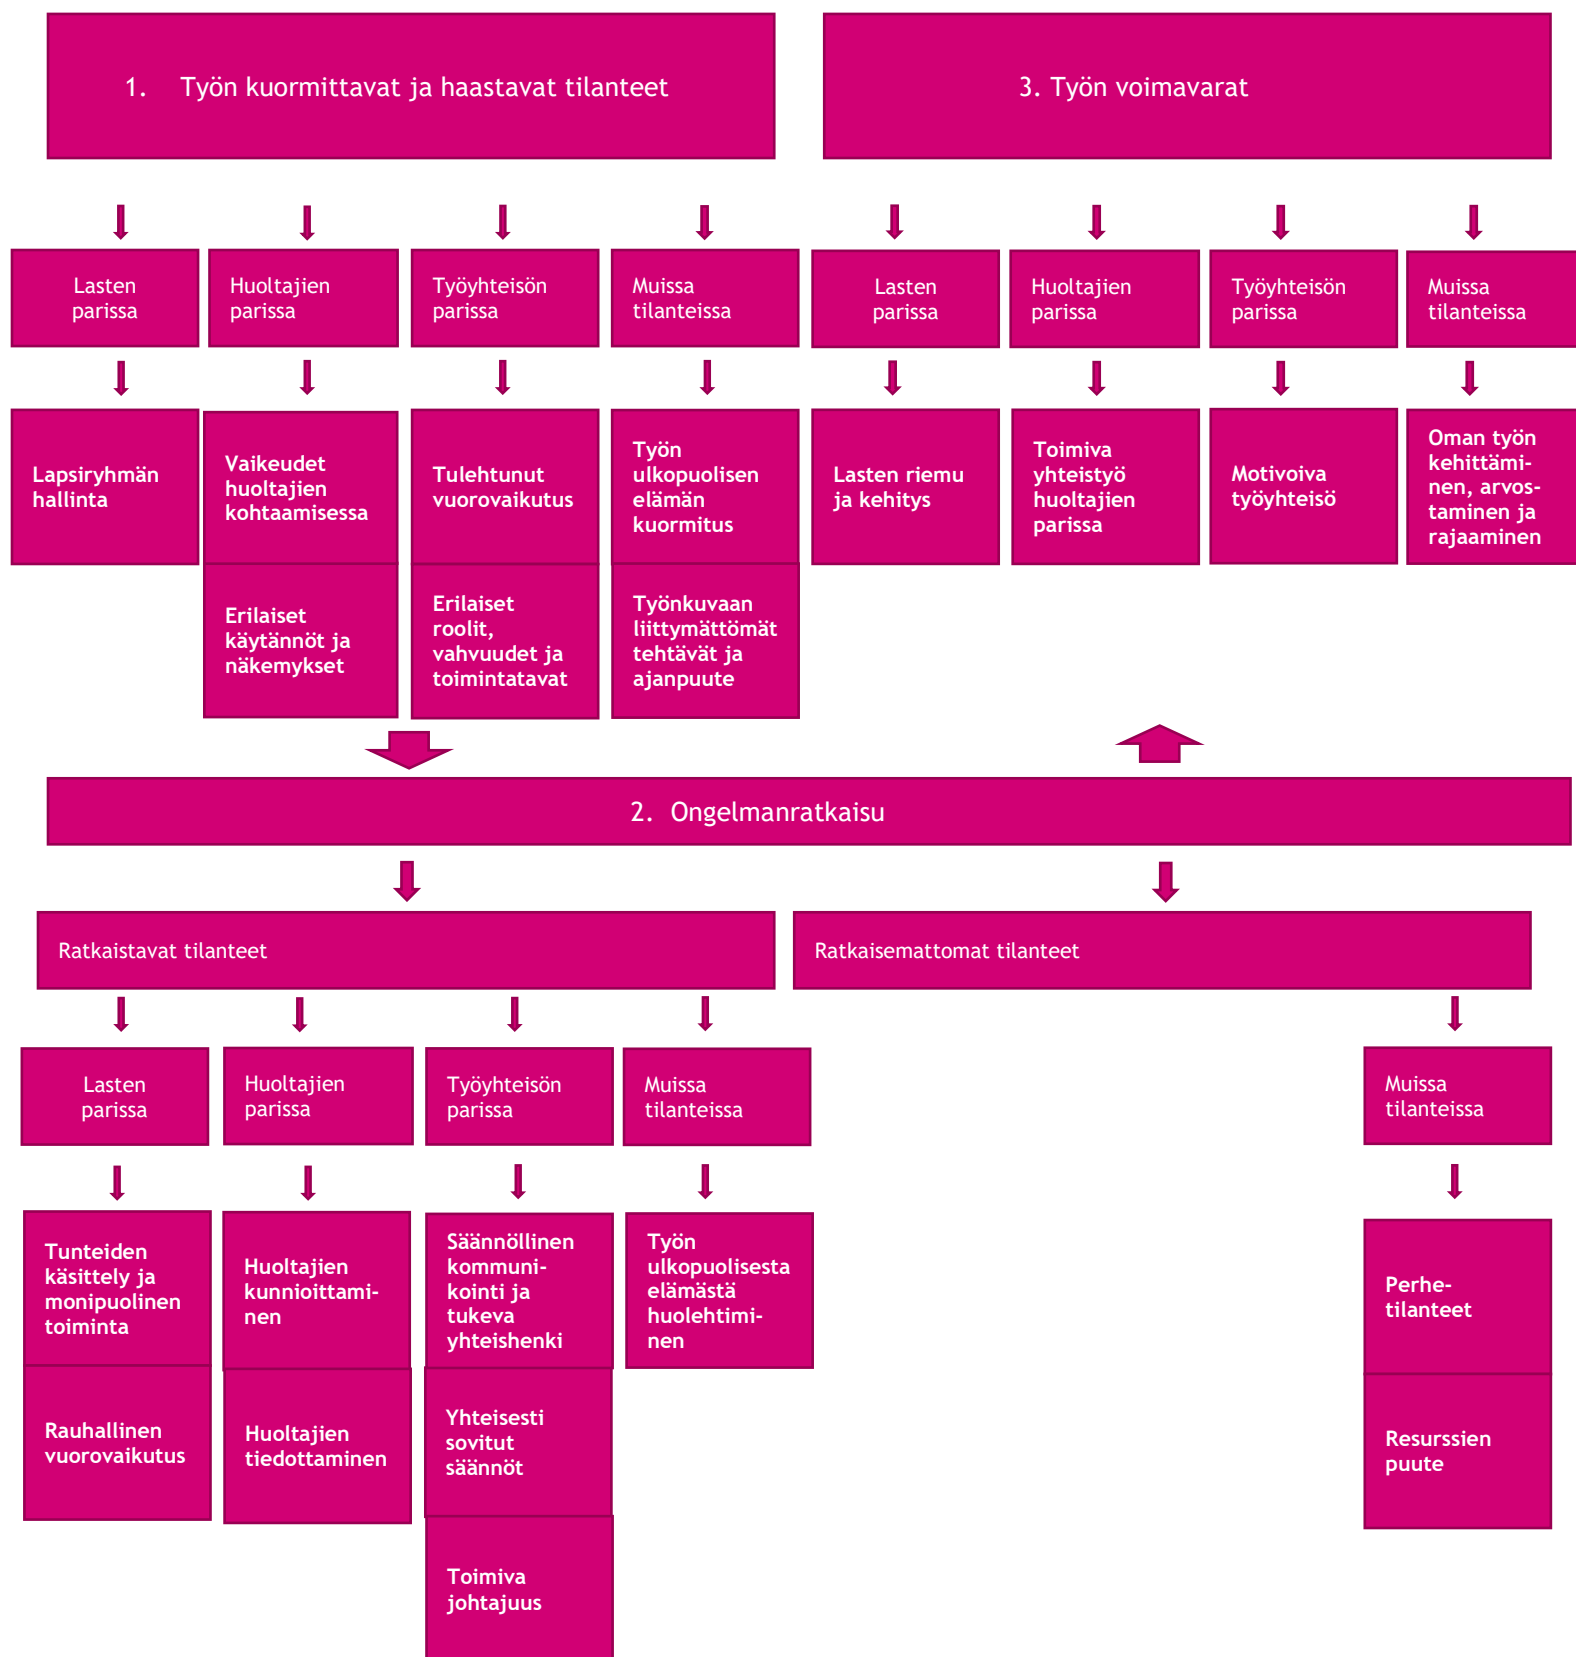 1. Työn kuormittavat ja haastavat tilanteet
3. Työn voimavarat
Lasten
parissa
Huoltajien
parissa
Työyhteisön
parissa
Muissa
tilanteissa
Lasten
parissa
Huoltajien
parissa
Työyhteisön
parissa
Muissa
tilanteissa
Lapsiryhmän
hallinta
Vaikeudet
huoltajien
kohtaamisessa
Tulehtunut
vuorovaikutus
Työn
ulkopuolisen
elämän
kuormitus
Lasten riemu
ja kehitys
Toimiva
yhteistyö
huoltajien
parissa
Motivoiva
työyhteisö
Oman työn
kehittämi-
nen, arvos-
taminen ja
rajaaminen
Erilaiset
käytännöt ja
näkemykset
Erilaiset
roolit,
vahvuudet ja
toimintatavat
Työnkuvaan
liittymättömät
tehtävät ja
ajanpuute
2. Ongelmanratkaisu
Ratkaistavat tilanteet
Ratkaisemattomat tilanteet
Lasten
parissa
Huoltajien
parissa
Työyhteisön
parissa
Muissa
tilanteissa
Muissa
tilanteissa
Tunteiden
käsittely ja
monipuolinen
toiminta
Huoltajien
kunnioittami-
nen
Säännöllinen
kommuni-
kointi ja
tukeva
yhteishenki
Työn
ulkopuolisesta
elämästä
huolehtimi-
nen
Perhe-
tilanteet
Rauhallinen
vuorovaikutus
Huoltajien
tiedottaminen
Yhteisesti
sovitut
säännöt
Resurssien
puute
Toimiva
johtajuus